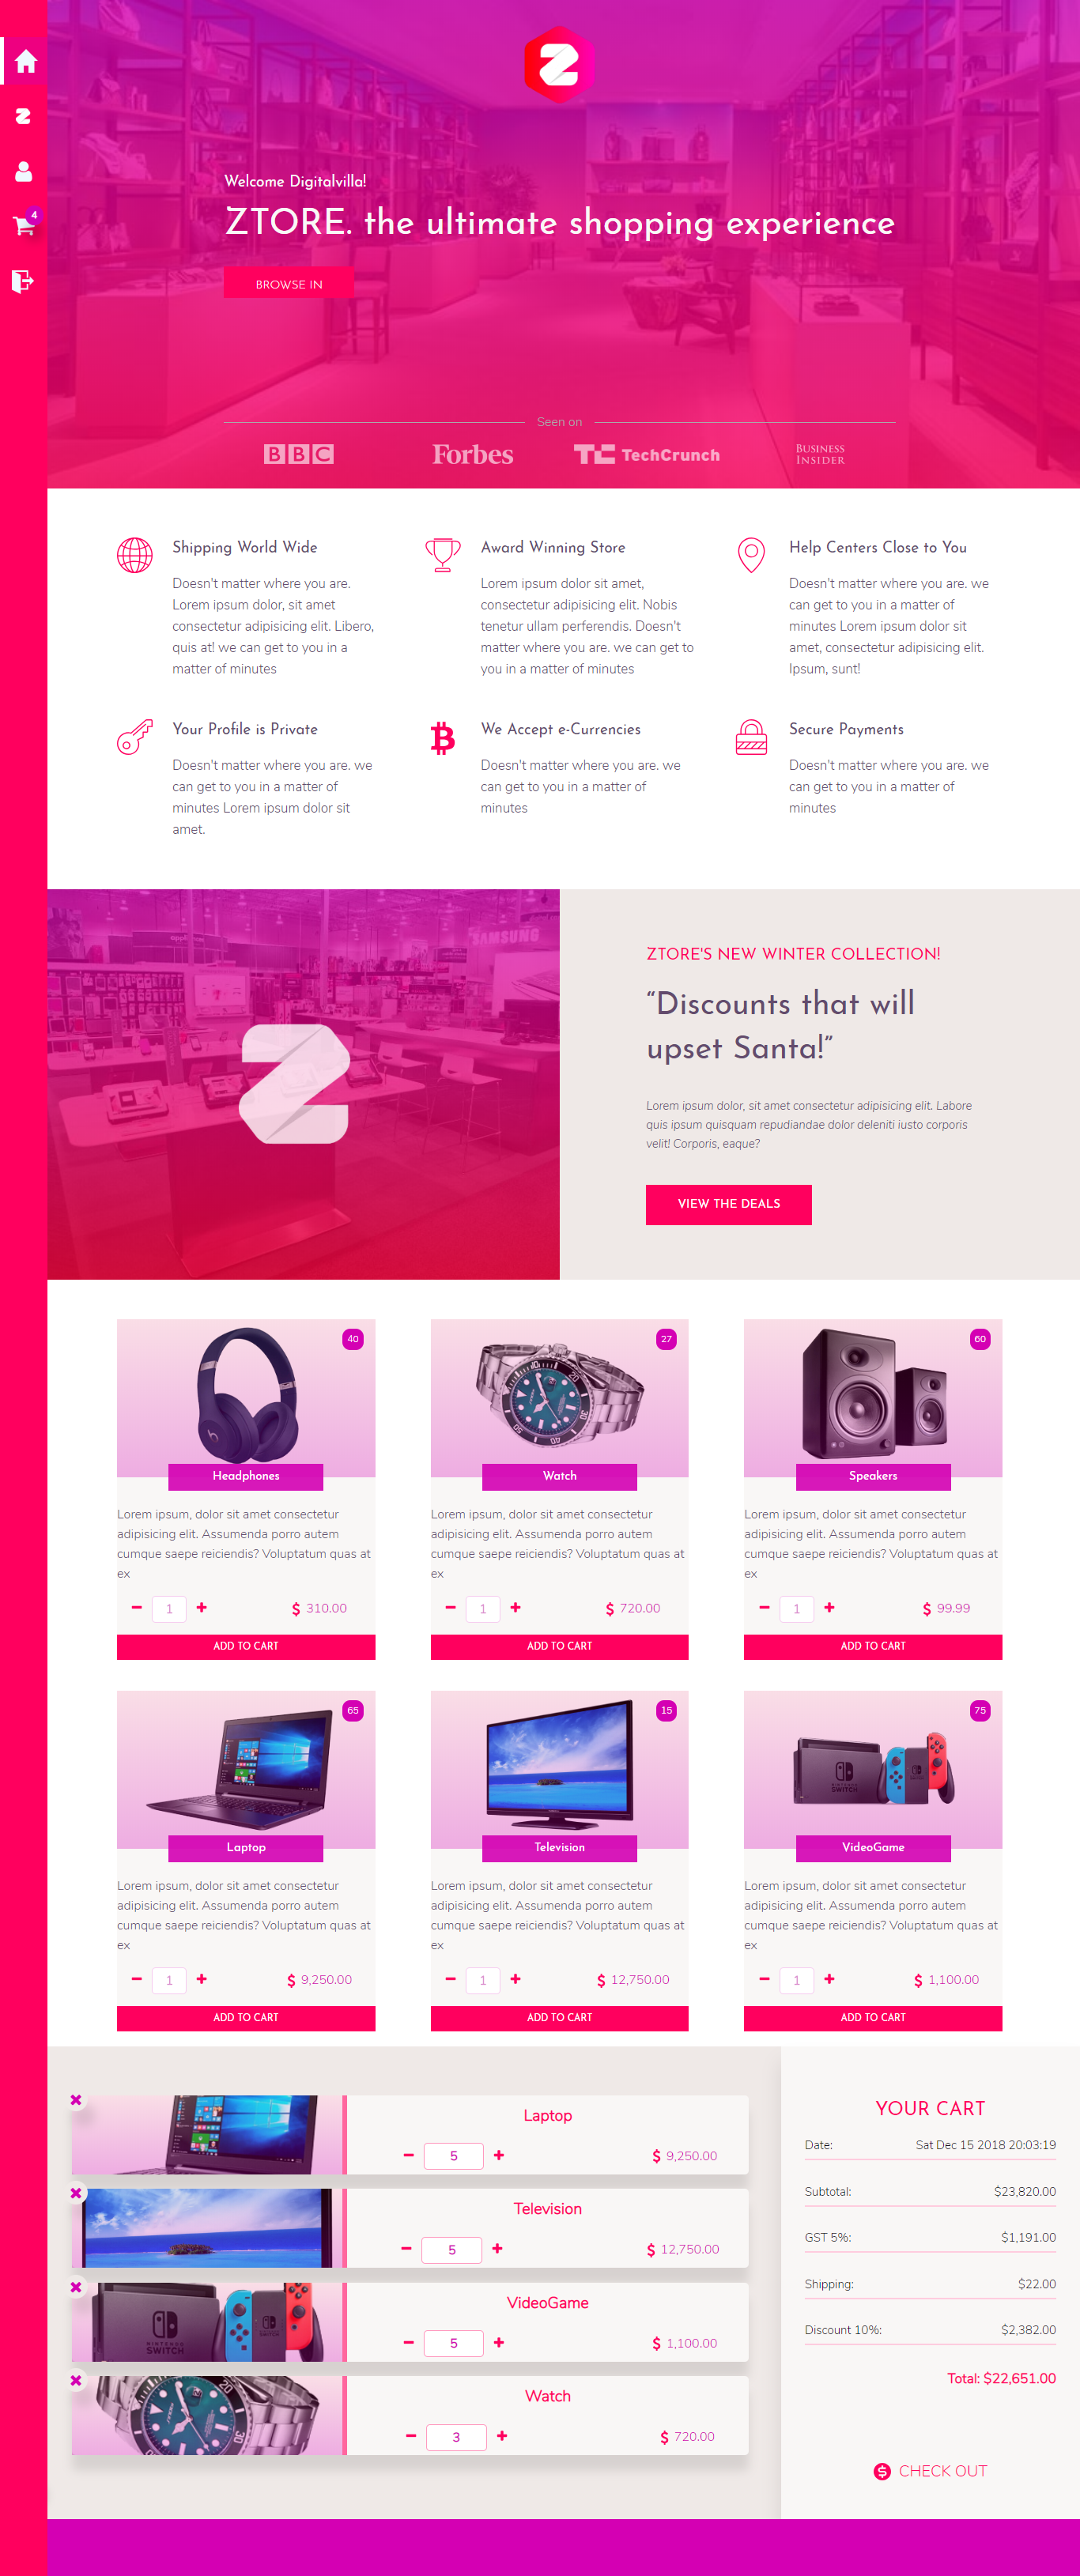 4
Welcome Digitalvilla!
ZTORE. the ultimate shopping experience
BROWSE IN
Seen on
BBC
Forbes
TechCrunch
BUSINESS
INSIDER
Shipping World Wide
Doesn't matter where you are.
Lorem ipsum dolor, sit amet
consectetur adipisicing elit. Libero,
quis at! we can get to you in a
matter of minutes
Award Winning Store
Lorem ipsum dolor sit amet,
consectetur adipisicing elit. Nobis
tenetur ullam perferendis. Doesn't
matter where you are. we can get to
you in a matter of minutes
Help Centers Close to You
Doesn't matter where you are. we
can get to you in a matter of
minutes Lorem ipsum dolor sit
amet, consectetur adipisicing elit.
Ipsum, sunt!
Your Profile is Private
Doesn't matter where you are. we
can get to you in a matter of
minutes Lorem ipsum dolor sit
amet.
We Accept e-Currencies
Doesn't matter where you are. we
can get to you in a matter of
minutes
Secure Payments
Doesn't matter where you are. we
can get to you in a matter of
minutes
SAMSUNG
ZTORE'S NEW WINTER COLLECTION!
“Discounts that will
upset Santa!”
Lorem ipsum dolor, sit amet consectetur adipisicing elit. Labore
quis ipsum quisquam repudiandae dolor deleniti iusto corporis
velit! Corporis, eaque?
VIEW THE DEALS
40
Headphones
Lorem ipsum, dolor sit amet consectetur
adipisicing elit. Assumenda porro autem
cumque saepe reiciendis? Voluptatum quas at
ex
1
$ 310.00
ADD TO CART
27
Watch
Lorem ipsum, dolor sit amet consectetur
adipisicing elit. Assumenda porro autem
cumque saepe reiciendis? Voluptatum quas at
ex
1
$ 720.00
ADD TO CART
60
Speakers
Lorem ipsum, dolor sit amet consectetur
adipisicing elit. Assumenda porro autem
cumque saepe reiciendis? Voluptatum quas at
ex
1
$ 99.99
ADD TO CART
65
Laptop
Lorem ipsum, dolor sit amet consectetur
adipisicing elit. Assumenda porro autem
cumque saepe reiciendis? Voluptatum quas at
ex
1
$ 9,250.00
ADD TO CART
15
Television
Lorem ipsum, dolor sit amet consectetur
adipisicing elit. Assumenda porro autem
cumque saepe reiciendis? Voluptatum quas at
ex
1
$ 12,750.00
ADD TO CART
75
NINTENDO
SWITCH
VideoGame
Lorem ipsum, dolor sit amet consectetur
adipisicing elit. Assumenda porro autem
cumque saepe reiciendis? Voluptatum quas at
ex
1
$ 1,100.00
ADD TO CART
Laptop
5
$ 9,250.00
Television
5
$ 12,750.00
NINTENDO
SWITCH
VideoGame
5
$ 1,100.00
Watch
3
$ 720.00
YOUR CART
Date: Sat Dec 15 2018 20:03:19
Subtotal: $23,820.00
GST 5%: $1,191.00
Shipping: $22.00
Discount 10%: $2,382.00
Total: $22,651.00
CHECK OUT